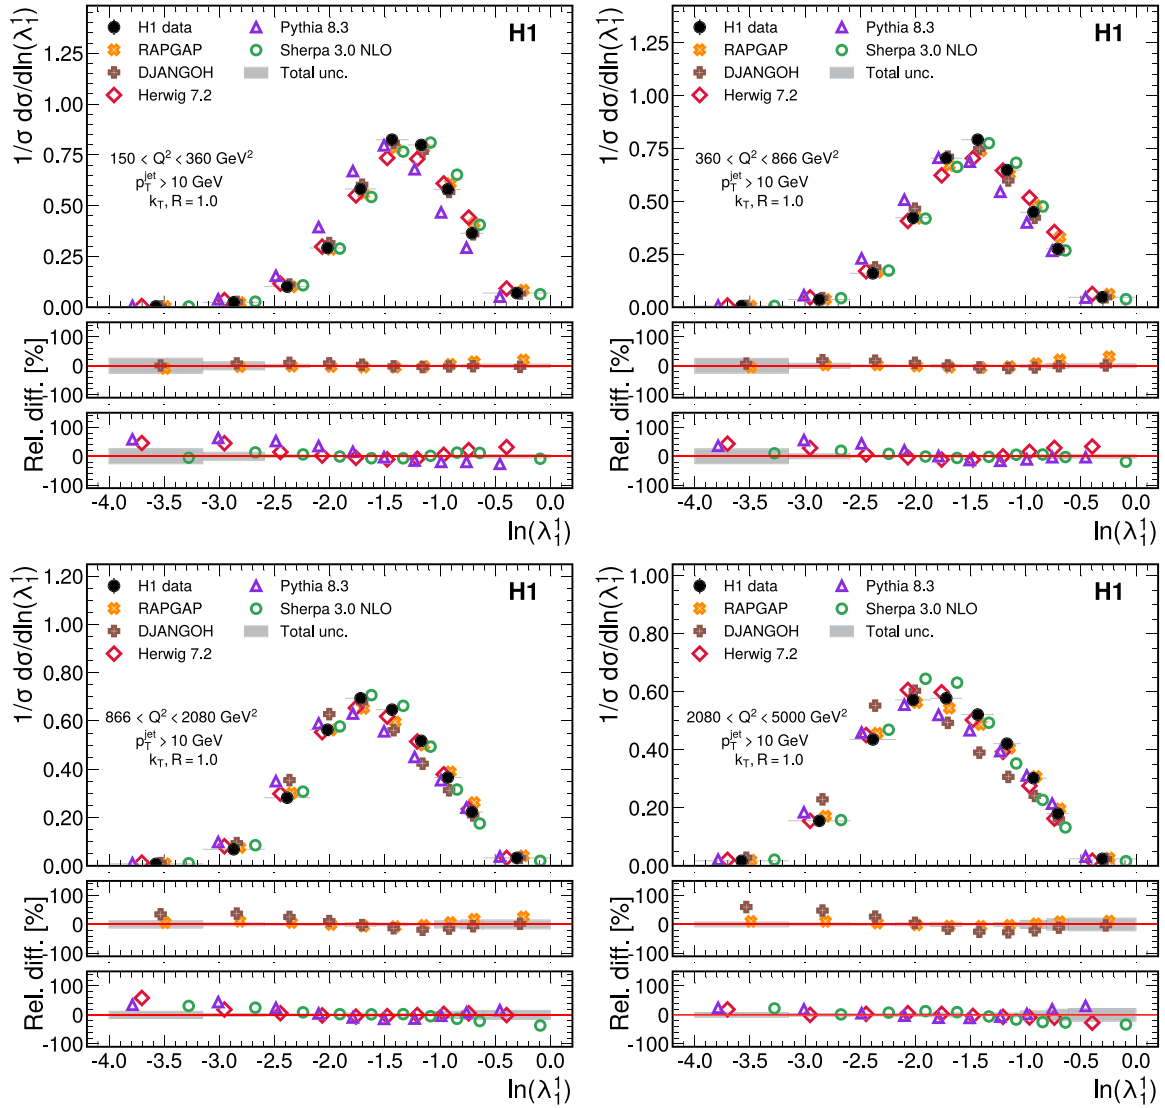 1/σ dσ/dln(λ¹₁)
H1
H1 data
RAPGAP
DJANGOH
Herwig 7.2
Pythia 8.3
Sherpa 3.0 NLO
Total unc.
150 < Q² < 360 GeV²
p_T^jet > 10 GeV
k_T, R = 1.0
1.25
1.00
0.75
0.50
0.25
0.00
100
0
-100
100
0
-100
Rel. diff. [%]
-4.0 -3.5 -3.0 -2.5 -2.0 -1.5 -1.0 -0.5 0.0
ln(λ¹₁)
1/σ dσ/dln(λ¹₁)
H1
H1 data
RAPGAP
DJANGOH
Herwig 7.2
Pythia 8.3
Sherpa 3.0 NLO
Total unc.
360 < Q² < 866 GeV²
p_T^jet > 10 GeV
k_T, R = 1.0
1.25
1.00
0.75
0.50
0.25
0.00
100
0
-100
100
0
-100
Rel. diff. [%]
-4.0 -3.5 -3.0 -2.5 -2.0 -1.5 -1.0 -0.5 0.0
ln(λ¹₁)
1/σ dσ/dln(λ¹₁)
H1
H1 data
RAPGAP
DJANGOH
Herwig 7.2
Pythia 8.3
Sherpa 3.0 NLO
Total unc.
866 < Q² < 2080 GeV²
p_T^jet > 10 GeV
k_T, R = 1.0
1.20
1.00
0.80
0.60
0.40
0.20
0.00
100
0
-100
100
0
-100
Rel. diff. [%]
-4.0 -3.5 -3.0 -2.5 -2.0 -1.5 -1.0 -0.5 0.0
ln(λ¹₁)
1/σ dσ/dln(λ¹₁)
H1
H1 data
RAPGAP
DJANGOH
Herwig 7.2
Pythia 8.3
Sherpa 3.0 NLO
Total unc.
2080 < Q² < 5000 GeV²
p_T^jet > 10 GeV
k_T, R = 1.0
1.00
0.80
0.60
0.40
0.20
0.00
100
0
-100
100
0
-100
Rel. diff. [%]
-4.0 -3.5 -3.0 -2.5 -2.0 -1.5 -1.0 -0.5 0.0
ln(λ¹₁)